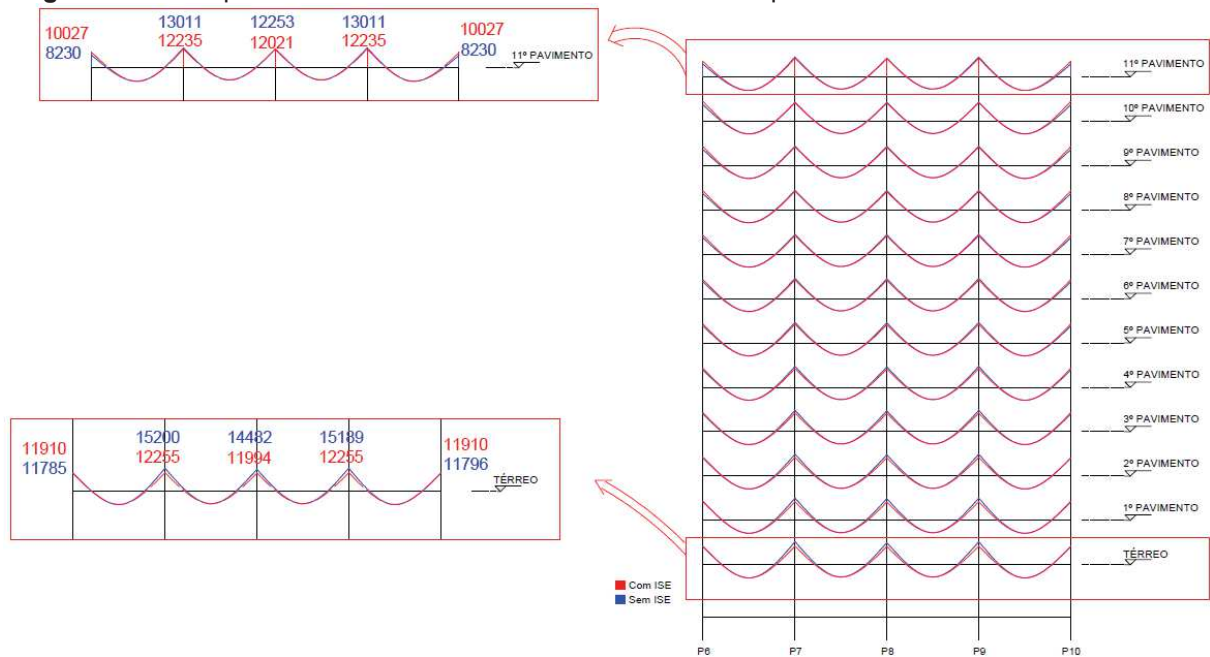 13011 12253 13011
10027 12235 12021 12235 10027
8230 8230 11º PAVIMENTO
11º PAVIMENTO
10º PAVIMENTO
9º PAVIMENTO
8º PAVIMENTO
7º PAVIMENTO
6º PAVIMENTO
5º PAVIMENTO
4º PAVIMENTO
3º PAVIMENTO
2º PAVIMENTO
1º PAVIMENTO
TÉRREO
15200 14482 15189
11910 12255 11994 12255 11910
11785 11796
TÉRREO
Com ISE
Sem ISE
P6 P7 P8 P9 P10